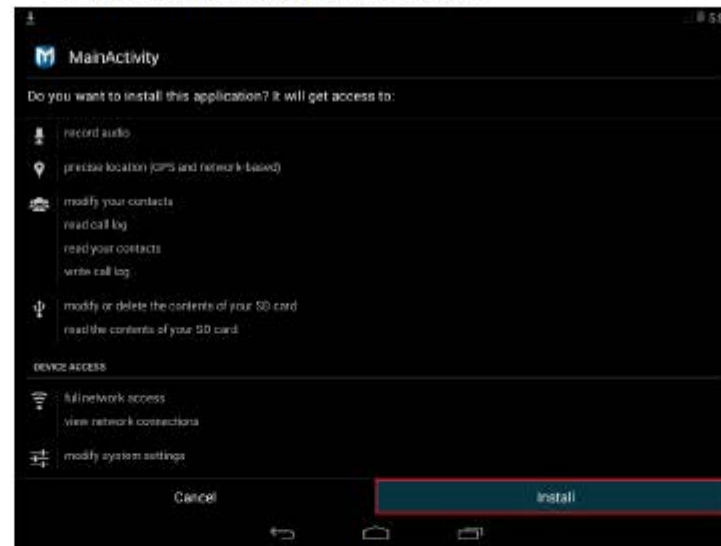 MainActivity
Do you want to install this application? It will get access to:
record audio
precise location (GPS and network-based)
modify your contacts
read call log
read your contacts
write call log
modify or delete the contents of your SD card
read the contents of your SD card
DEVICE ACCESS
full network access
view network connections
modify system settings
Cancel
Install